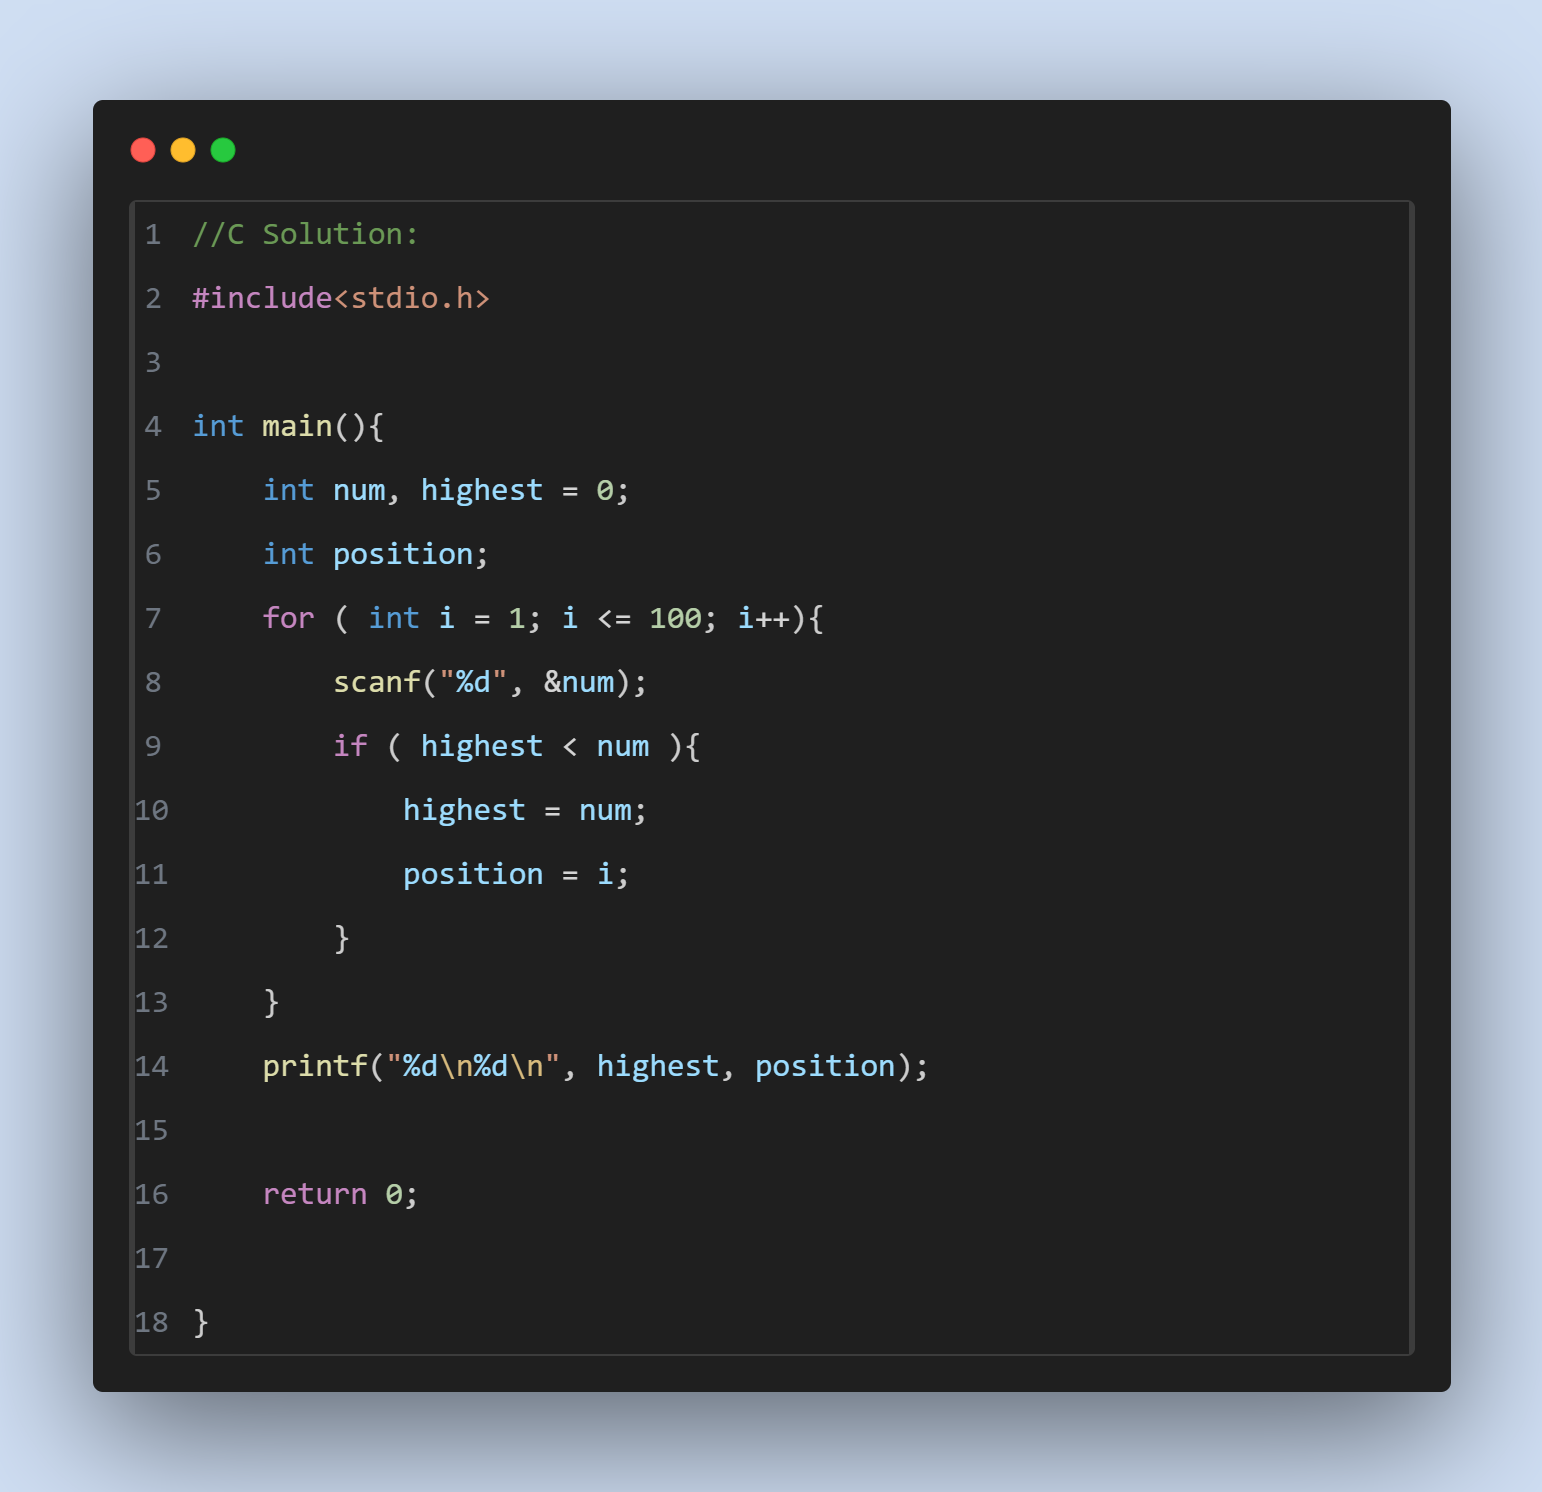 1 //C Solution:
2 #include<stdio.h>
3
4 int main(){
5     int num, highest = 0;
6     int position;
7     for ( int i = 1; i <= 100; i++){
8         scanf("%d", &num);
9         if ( highest < num ){
10             highest = num;
11             position = i;
12         }
13     }
14     printf("%d\n%d\n", highest, position);
15
16     return 0;
17
18 }